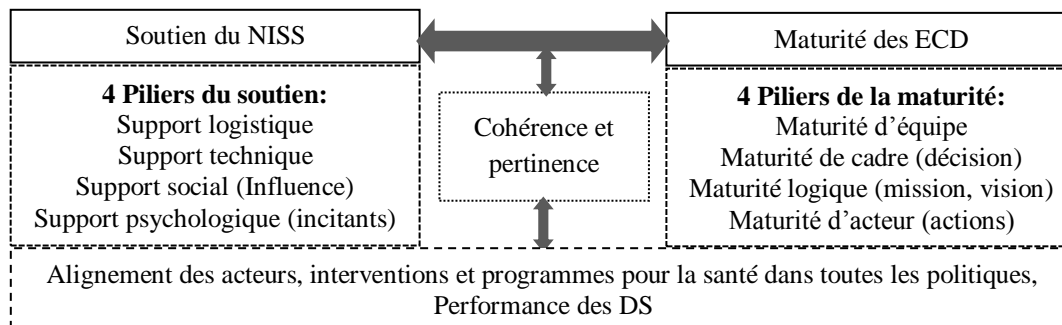 Soutien du NISS
4 Piliers du soutien:
Support logistique
Support technique
Support social (Influence)
Support psychologique (incitants)
Cohérence et
pertinence
Maturité des ECD
4 Piliers de la maturité:
Maturité d’équipe
Maturité de cadre (décision)
Maturité logique (mission, vision)
Maturité d’acteur (actions)
Alignement des acteurs, interventions et programmes pour la santé dans toutes les politiques,
Performance des DS